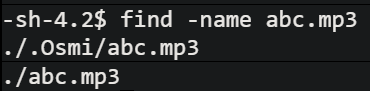 -sh-4.2$ find -name abc.mp3
./.Osmi/abc.mp3
./abc.mp3